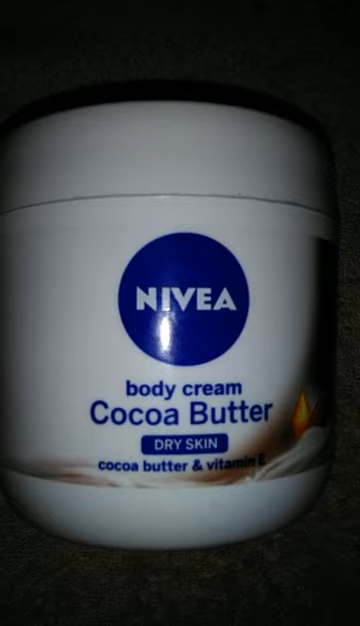 NIVEA
body cream
Cocoa Butter
DRY SKIN
cocoa butter & vitamin E